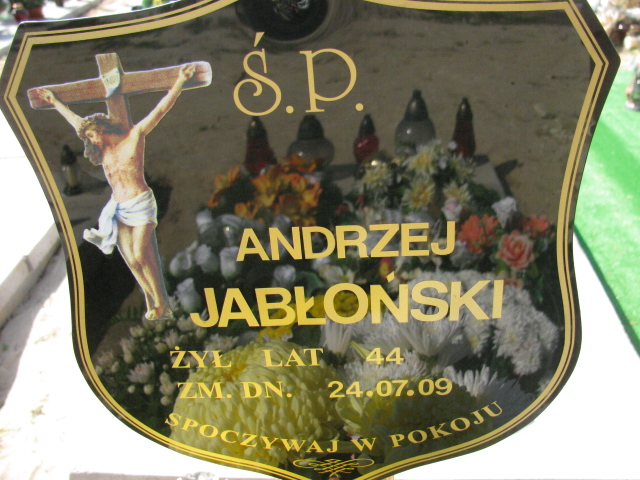 Ś.P.
ANDRZEJ
JABŁOŃSKI
ŻYŁ LAT 44
ZM. DN. 24.07.09
SPOCZYWAJ W POKOJU